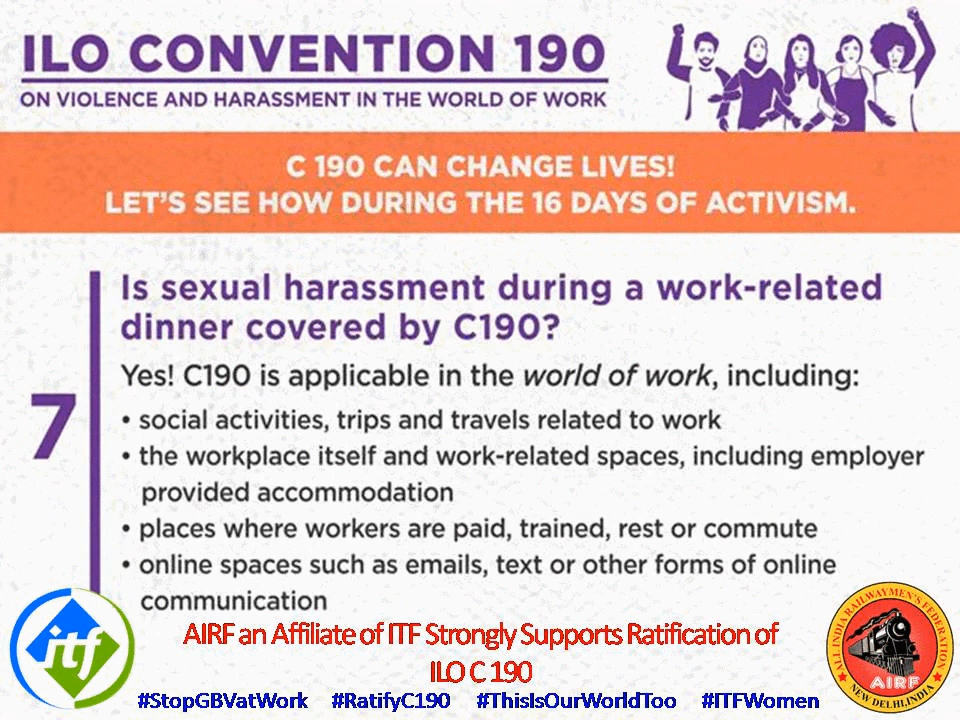 ILO CONVENTION 190
ON VIOLENCE AND HARASSMENT IN THE WORLD OF WORK
C 190 CAN CHANGE LIVES!
LET'S SEE HOW DURING THE 16 DAYS OF ACTIVISM.
7
Is sexual harassment during a work-related
dinner covered by C190?
Yes! C190 is applicable in the world of work, including:
• social activities, trips and travels related to work
• the workplace itself and work-related spaces, including employer
provided accommodation
• places where workers are paid, trained, rest or commute
• online spaces such as emails, text or other forms of online
communication
itf
AIRF an Affiliate of ITF Strongly Supports Ratification of
ILO C 190
#StopGBVatWork #RatifyC190 #ThisIsOurWorldToo #ITFWomen
ALL INDIA RAILWAYMEN'S FEDERATION
AIRF
NEW DELHI, INDIA